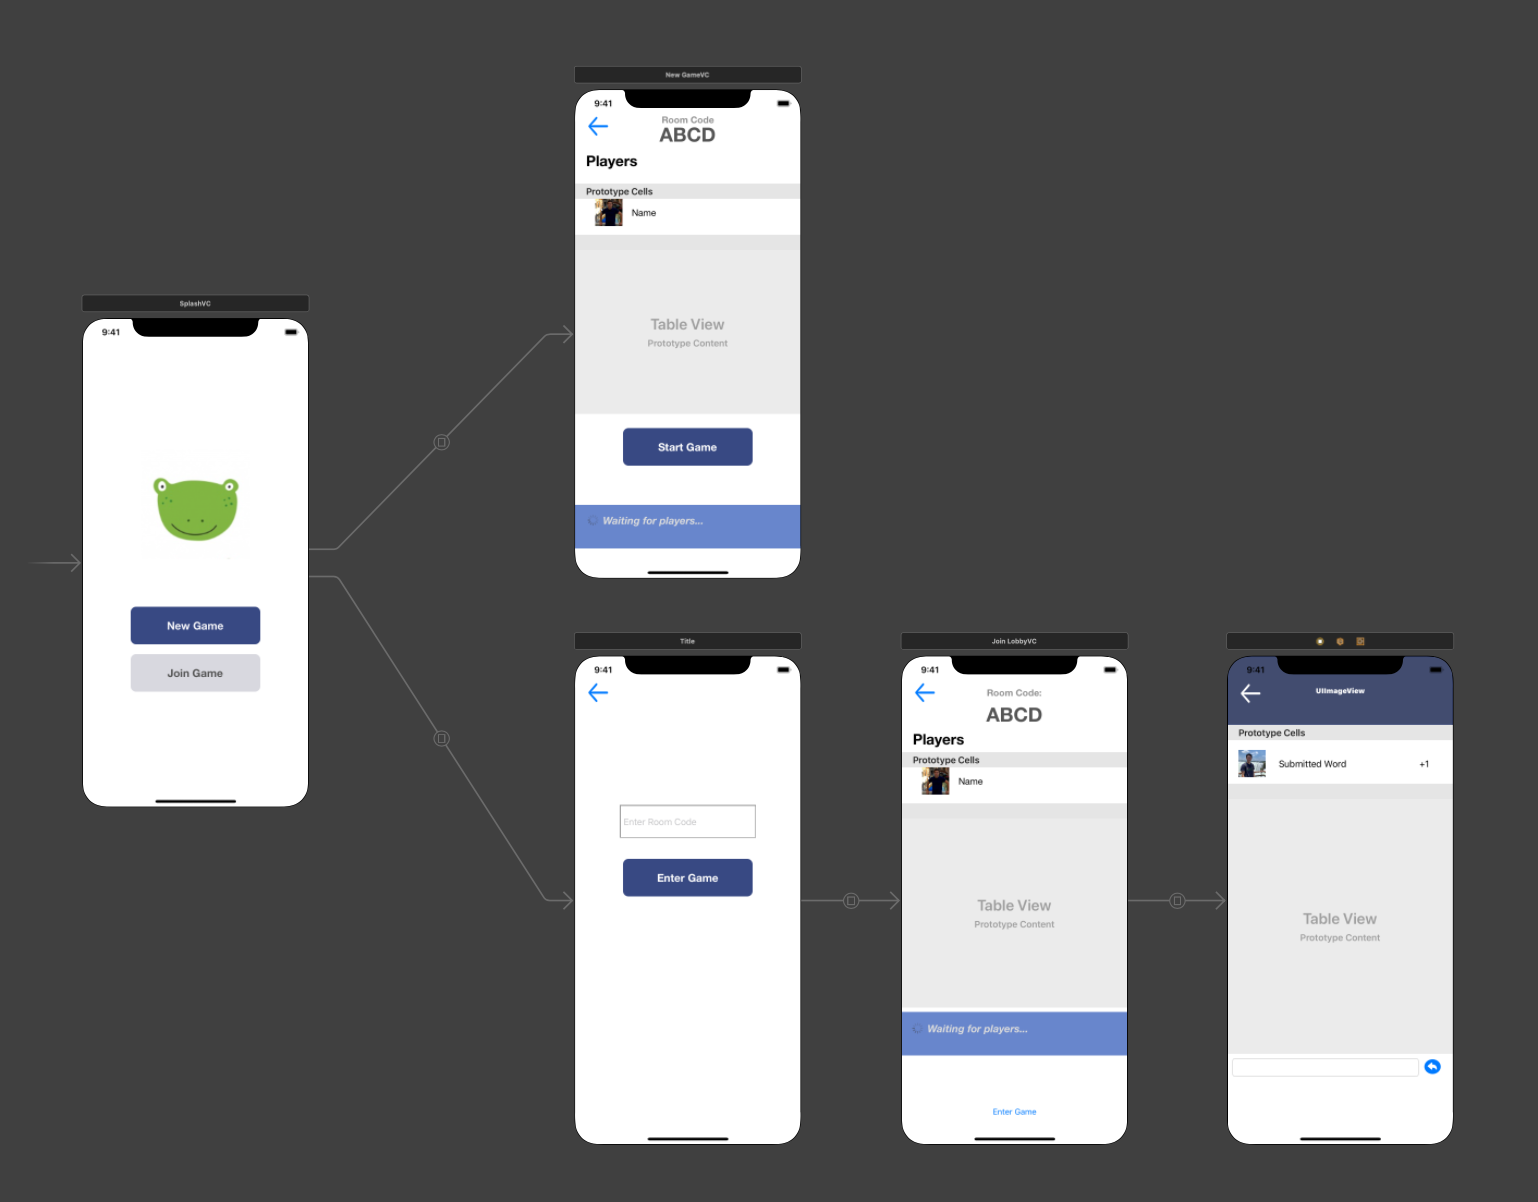 New GameVC
9:41
Room Code
ABCD
Players
Prototype Cells
Name
Table View
Prototype Content
Start Game
Waiting for players...
SplashVC
9:41
New Game
Join Game
Title
9:41
Enter Room Code
Enter Game
Join LobbyVC
9:41
Room Code:
ABCD
Players
Prototype Cells
Name
Table View
Prototype Content
Waiting for players...
Enter Game
9:41
UIImageView
Prototype Cells
Submitted Word +1
Table View
Prototype Content